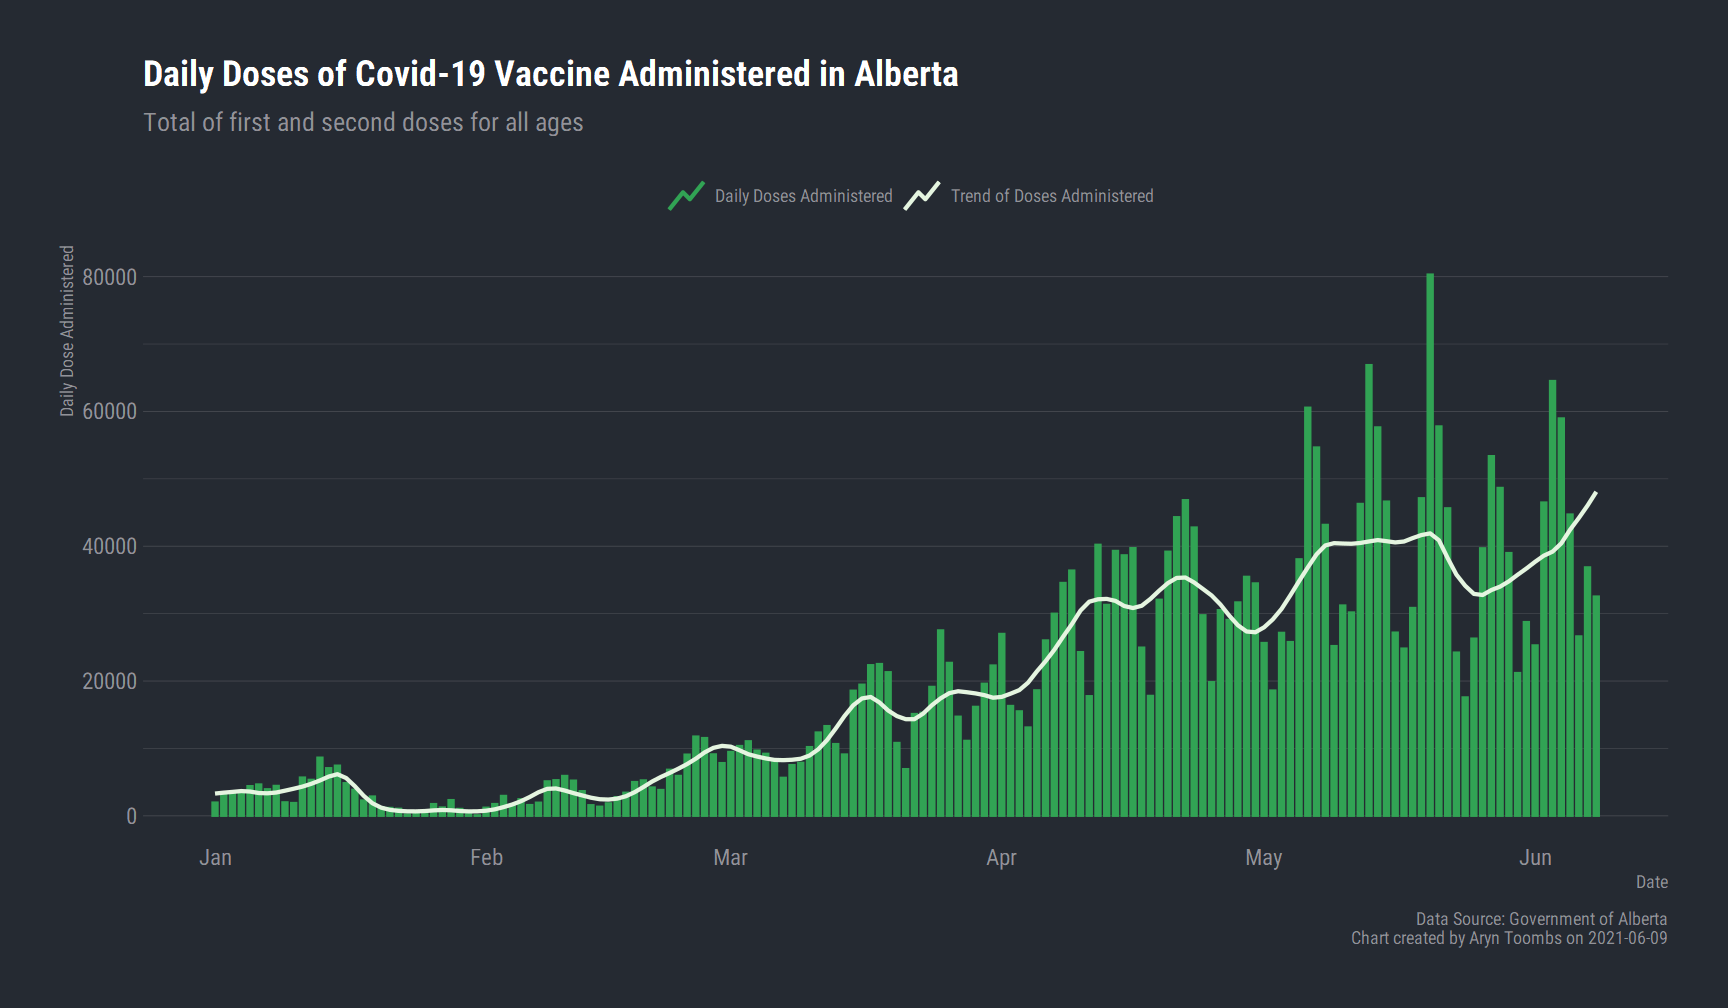 Daily Doses of Covid-19 Vaccine Administered in Alberta
Total of first and second doses for all ages
Daily Doses Administered
Trend of Doses Administered
Daily Dose Administered
80000
60000
40000
20000
0
Jan
Feb
Mar
Apr
May
Jun
Date
Data Source: Government of Alberta
Chart created by Aryn Toombs on 2021-06-09